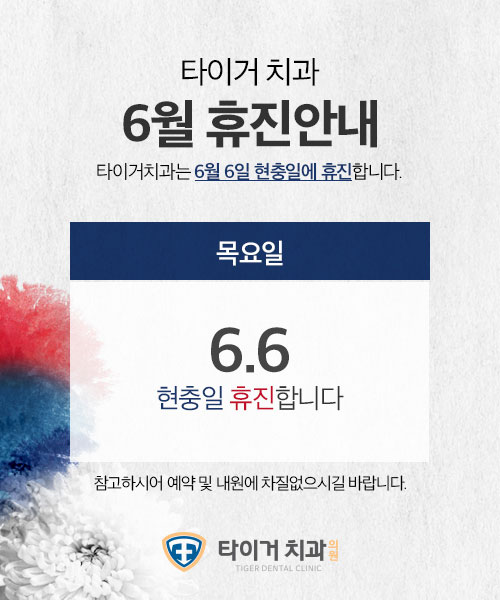 타이거 치과
6월 휴진안내
타이거치과는 6월 6일 현충일에 휴진합니다.
목요일
6.6
현충일 휴진합니다
참고하시어 예약 및 내원에 차질없으시길 바랍니다.
타이거 치과의원
TIGER DENTAL CLINIC